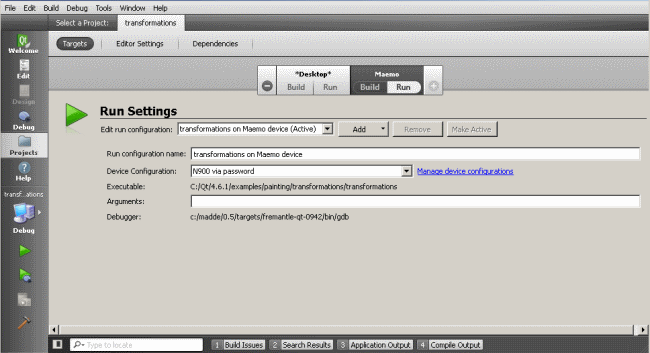 File Edit Build Debug Tools Window Help
Select a Project: transformations
Targets Editor Settings Dependencies
Qt
Welcome
Edit
Design
Debug
Projects
Help
transf...ations
Debug
*Desktop* Maemo
Build Run Build Run
Run Settings
Edit run configuration: transformations on Maemo device (Active) Add Remove Make Active
Run configuration name: transformations on Maemo device
Device Configuration: N900 via password Manage device configurations
Executable: C:/Qt/4.6.1/examples/painting/transformations/transformations
Arguments:
Debugger: c:/madde/0.5/targets/fremantle-qt-0942/bin/gdb
Type to locate 1 Build Issues 2 Search Results 3 Application Output 4 Compile Output